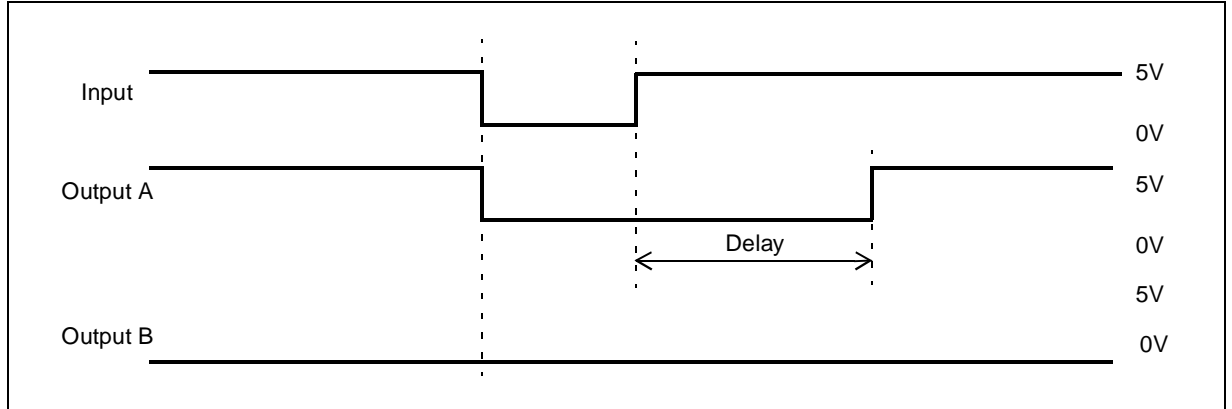 Input
5V
0V
Output A
5V
Delay
0V
5V
Output B
0V